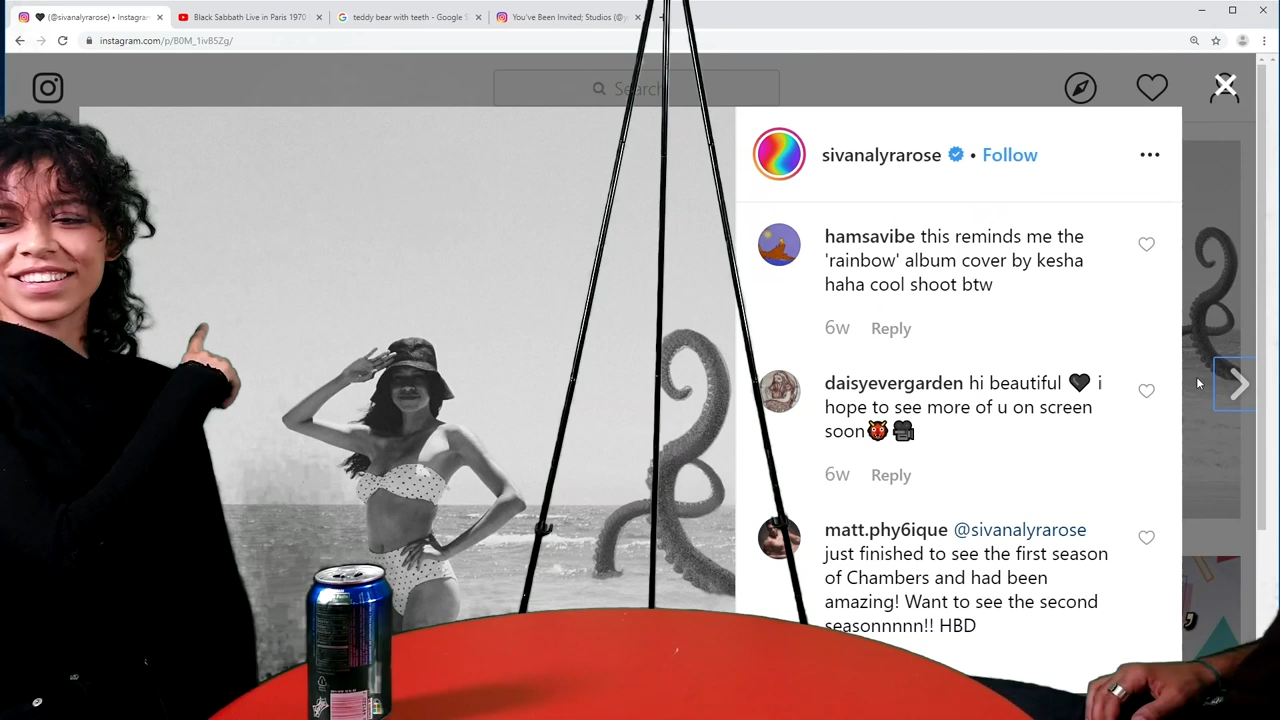 (@sivanalyrarose) • Instagram
Black Sabbath Live in Paris 1970
teddy bear with teeth - Google S
You've Been Invited; Studios (@y
instagram.com/p/B0M_1ivB5Zg/
Search
sivanalyrarose • Follow
hamsavibe this reminds me the
'rainbow' album cover by kesha
haha cool shoot btw
6w Reply
daisyevergarden hi beautiful 🖤 i
hope to see more of u on screen
soon👹🎥
6w Reply
matt.phy6ique @sivanalyrarose
just finished to see the first season
of Chambers and had been
amazing! Want to see the second
seasonnnnn!! HBD